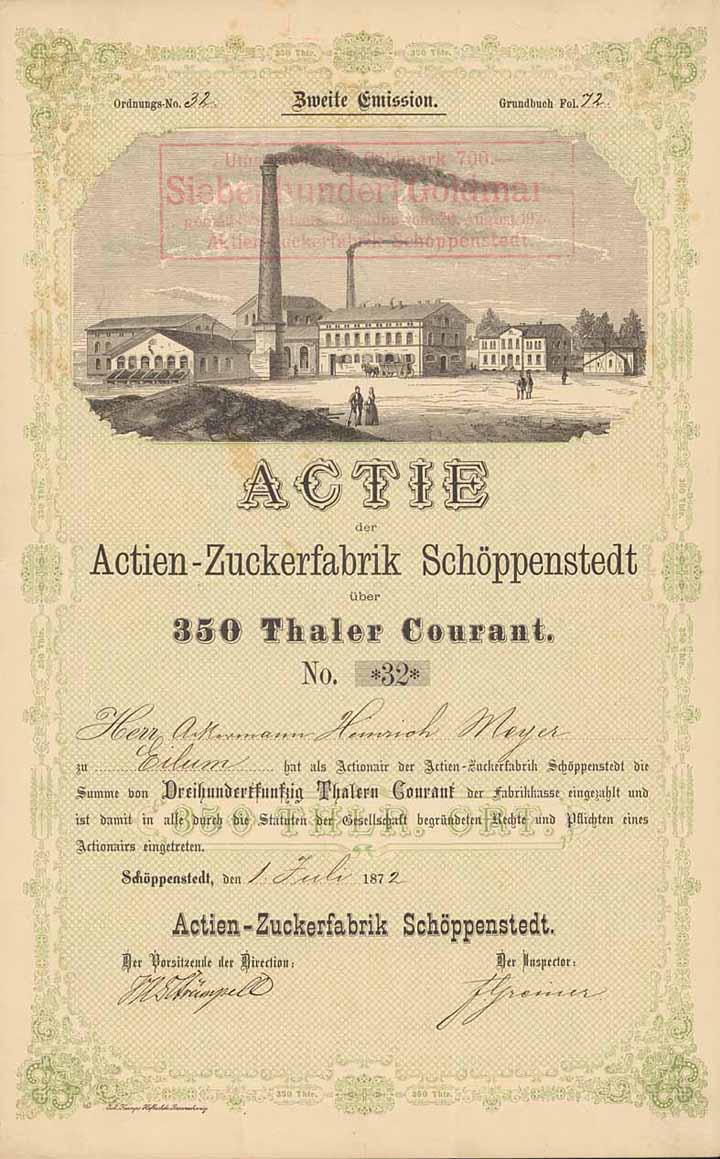 Ordnungs-No. 32.
Zweite Emission.
Grundbuch Fol. 72.
Goldmark 700.—
Siebenhundert Goldmar
Actien-Zuckerfabrik Schöppenstedt.
ACTIE
der
Actien-Zuckerfabrik Schöppenstedt
über
350 Thaler Courant.
No. *32*
Herr Ackermann Heinrich Meyer
zu Eilum hat als Actionair der Actien-Zuckerfabrik Schöppenstedt die
Summe von Dreihundertfunfzig Thalern Courant der Fabrikkasse eingezahlt und
ist damit in alle durch die Statuten der Gesellschaft begründeten Rechte und Pflichten eines
Actionairs eingetreten.
350 THLR. CRT.
Schöppenstedt, den 1. Juli 1872
Actien-Zuckerfabrik Schöppenstedt.
Der Vorsitzende der Direction:
Der Inspector:
350 Thlr.
350 Thlr.
350 Thlr.
350 Thlr.